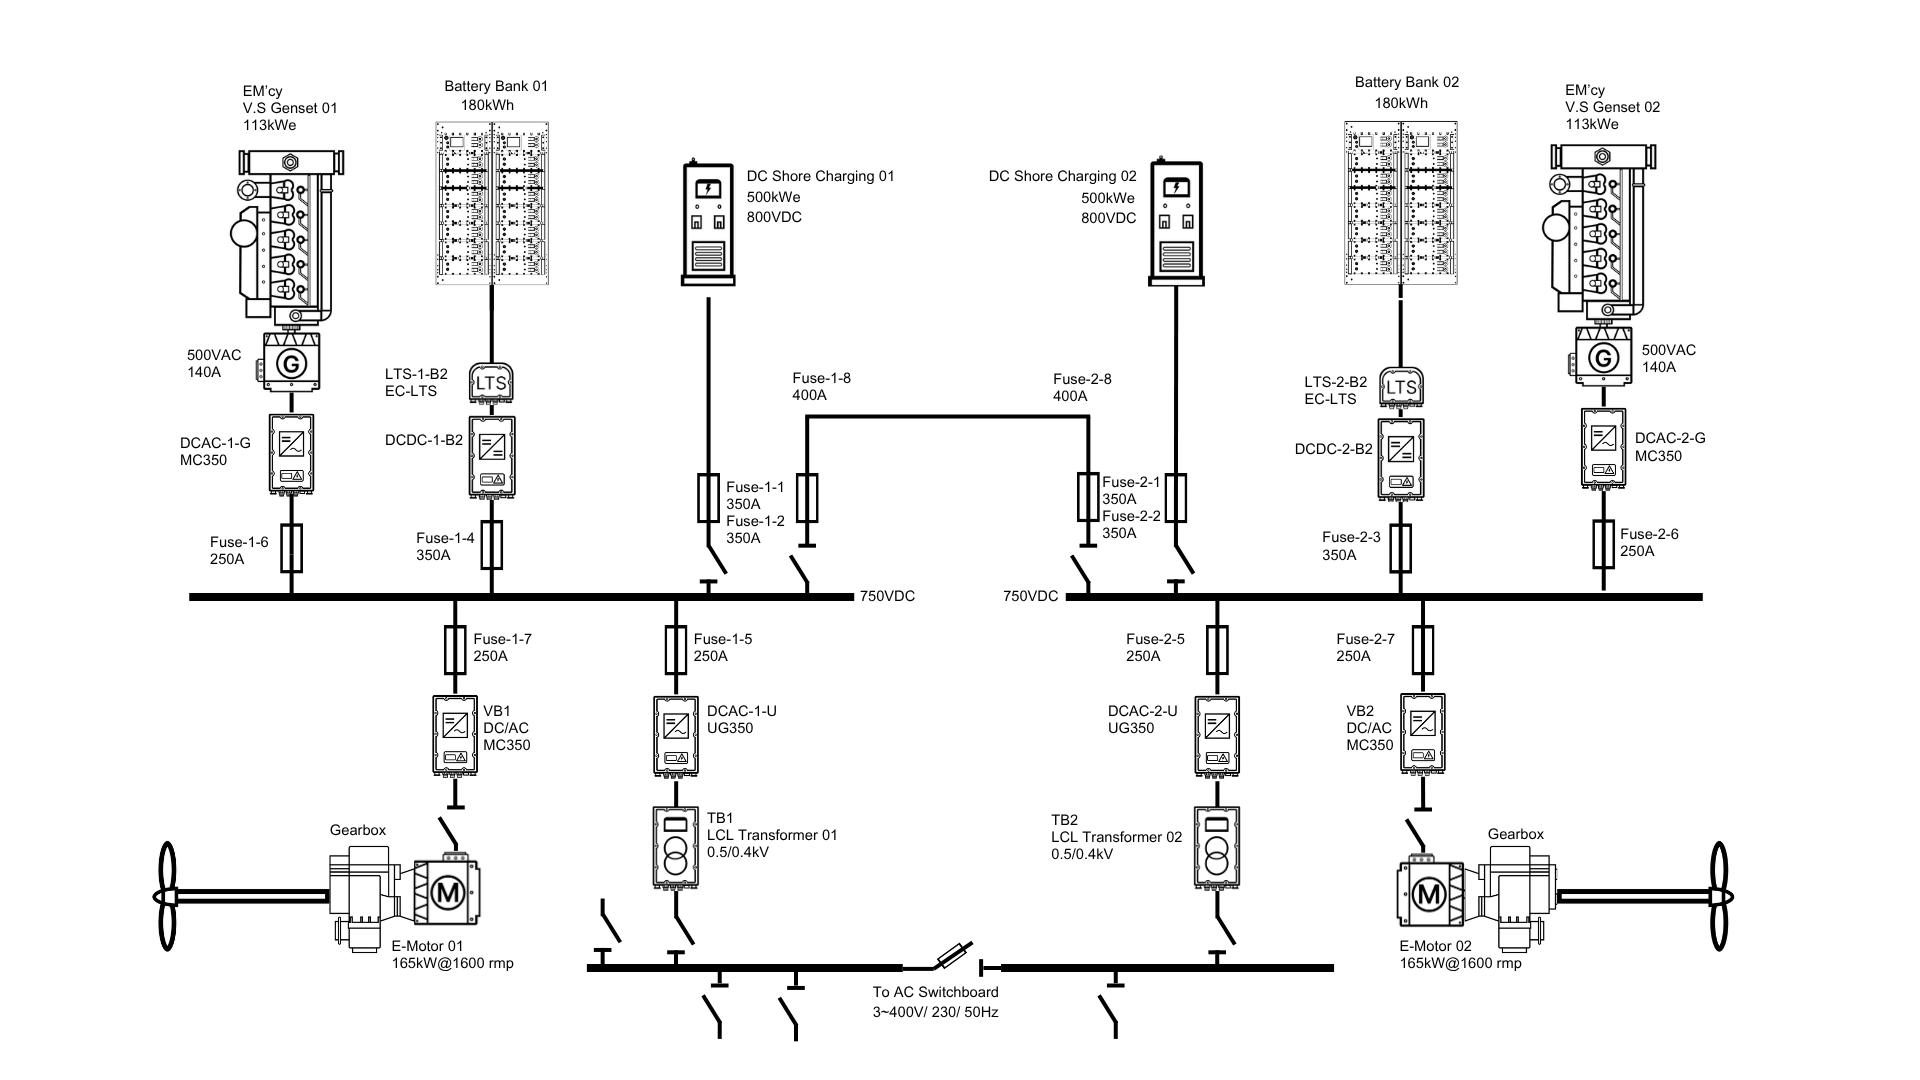 EM'cy
V.S Genset 01
113kWe
Battery Bank 01
180kWh
DC Shore Charging 01
500kWe
800VDC
DC Shore Charging 02
500kWe
800VDC
Battery Bank 02
180kWh
EM'cy
V.S Genset 02
113kWe
500VAC
140A
G
LTS-1-B2
EC-LTS
LTS
Fuse-1-8
400A
Fuse-2-8
400A
LTS-2-B2
EC-LTS
LTS
G
500VAC
140A
DCAC-1-G
MC350
DCDC-1-B2
DCDC-2-B2
DCAC-2-G
MC350
Fuse-1-1
350A
Fuse-1-2
350A
Fuse-2-1
350A
Fuse-2-2
350A
Fuse-1-6
250A
Fuse-1-4
350A
Fuse-2-3
350A
Fuse-2-6
250A
750VDC
750VDC
Fuse-1-7
250A
Fuse-1-5
250A
Fuse-2-5
250A
Fuse-2-7
250A
VB1
DC/AC
MC350
DCAC-1-U
UG350
DCAC-2-U
UG350
VB2
DC/AC
MC350
TB1
LCL Transformer 01
0.5/0.4kV
TB2
LCL Transformer 02
0.5/0.4kV
Gearbox
M
E-Motor 01
165kW@1600 rmp
Gearbox
M
E-Motor 02
165kW@1600 rmp
To AC Switchboard
3~400V/ 230/ 50Hz